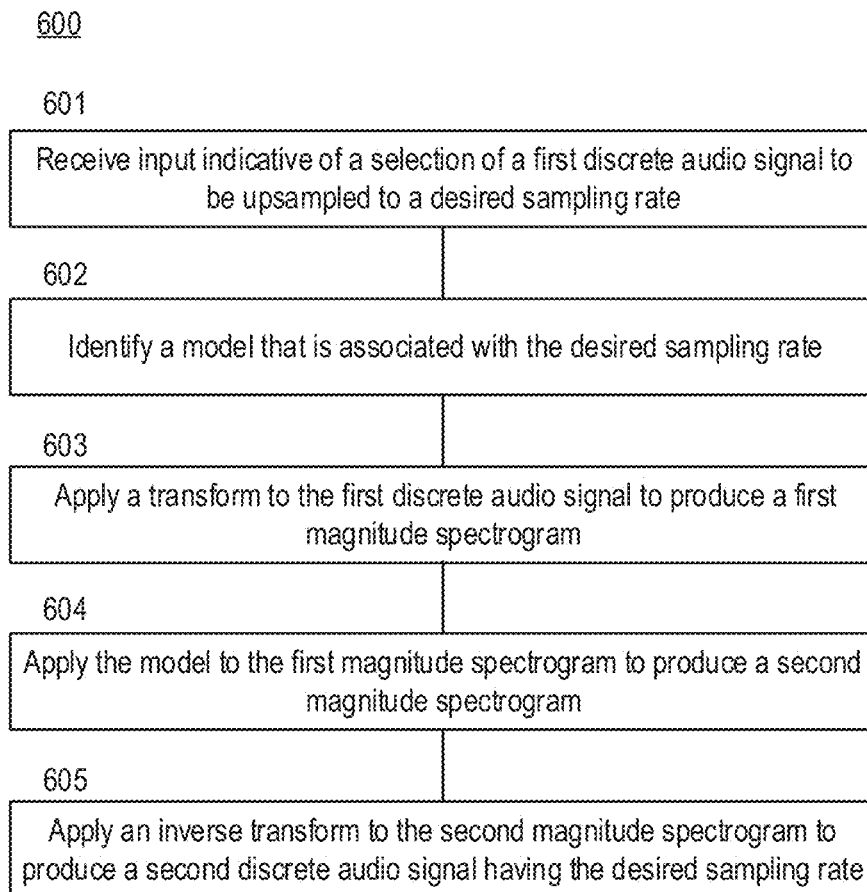 600
601
Receive input indicative of a selection of a first discrete audio signal to
be upsampled to a desired sampling rate
602
Identify a model that is associated with the desired sampling rate
603
Apply a transform to the first discrete audio signal to produce a first
magnitude spectrogram
604
Apply the model to the first magnitude spectrogram to produce a second
magnitude spectrogram
605
Apply an inverse transform to the second magnitude spectrogram to
produce a second discrete audio signal having the desired sampling rate